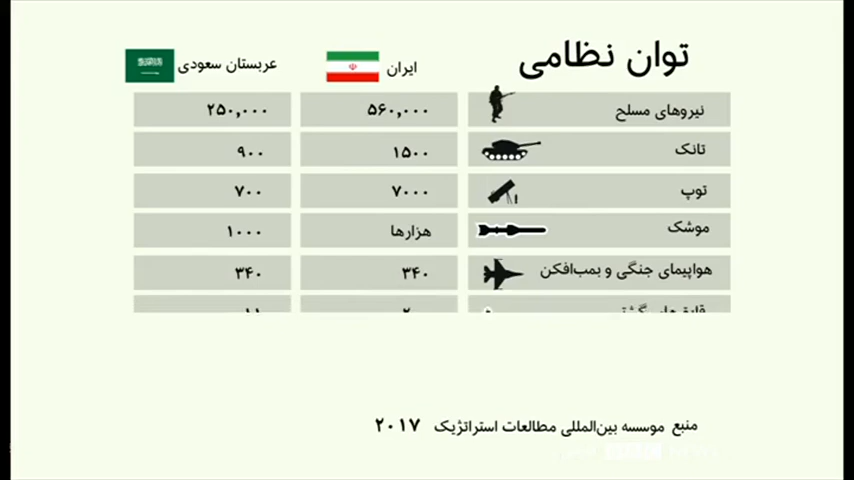 توان نظامی
ایران
عربستان سعودی
نیروهای مسلح ۵۶۰,۰۰۰ ۲۵۰,۰۰۰
تانک ۱۵۰۰ ۹۰۰
توپ ۷۰۰۰ ۷۰۰
موشک هزارها ۱۰۰۰
هواپیمای جنگی و بمب‌افکن ۳۴۰ ۳۴۰
منبع موسسه بین‌المللی مطالعات استراتژیک ۲۰۱۷